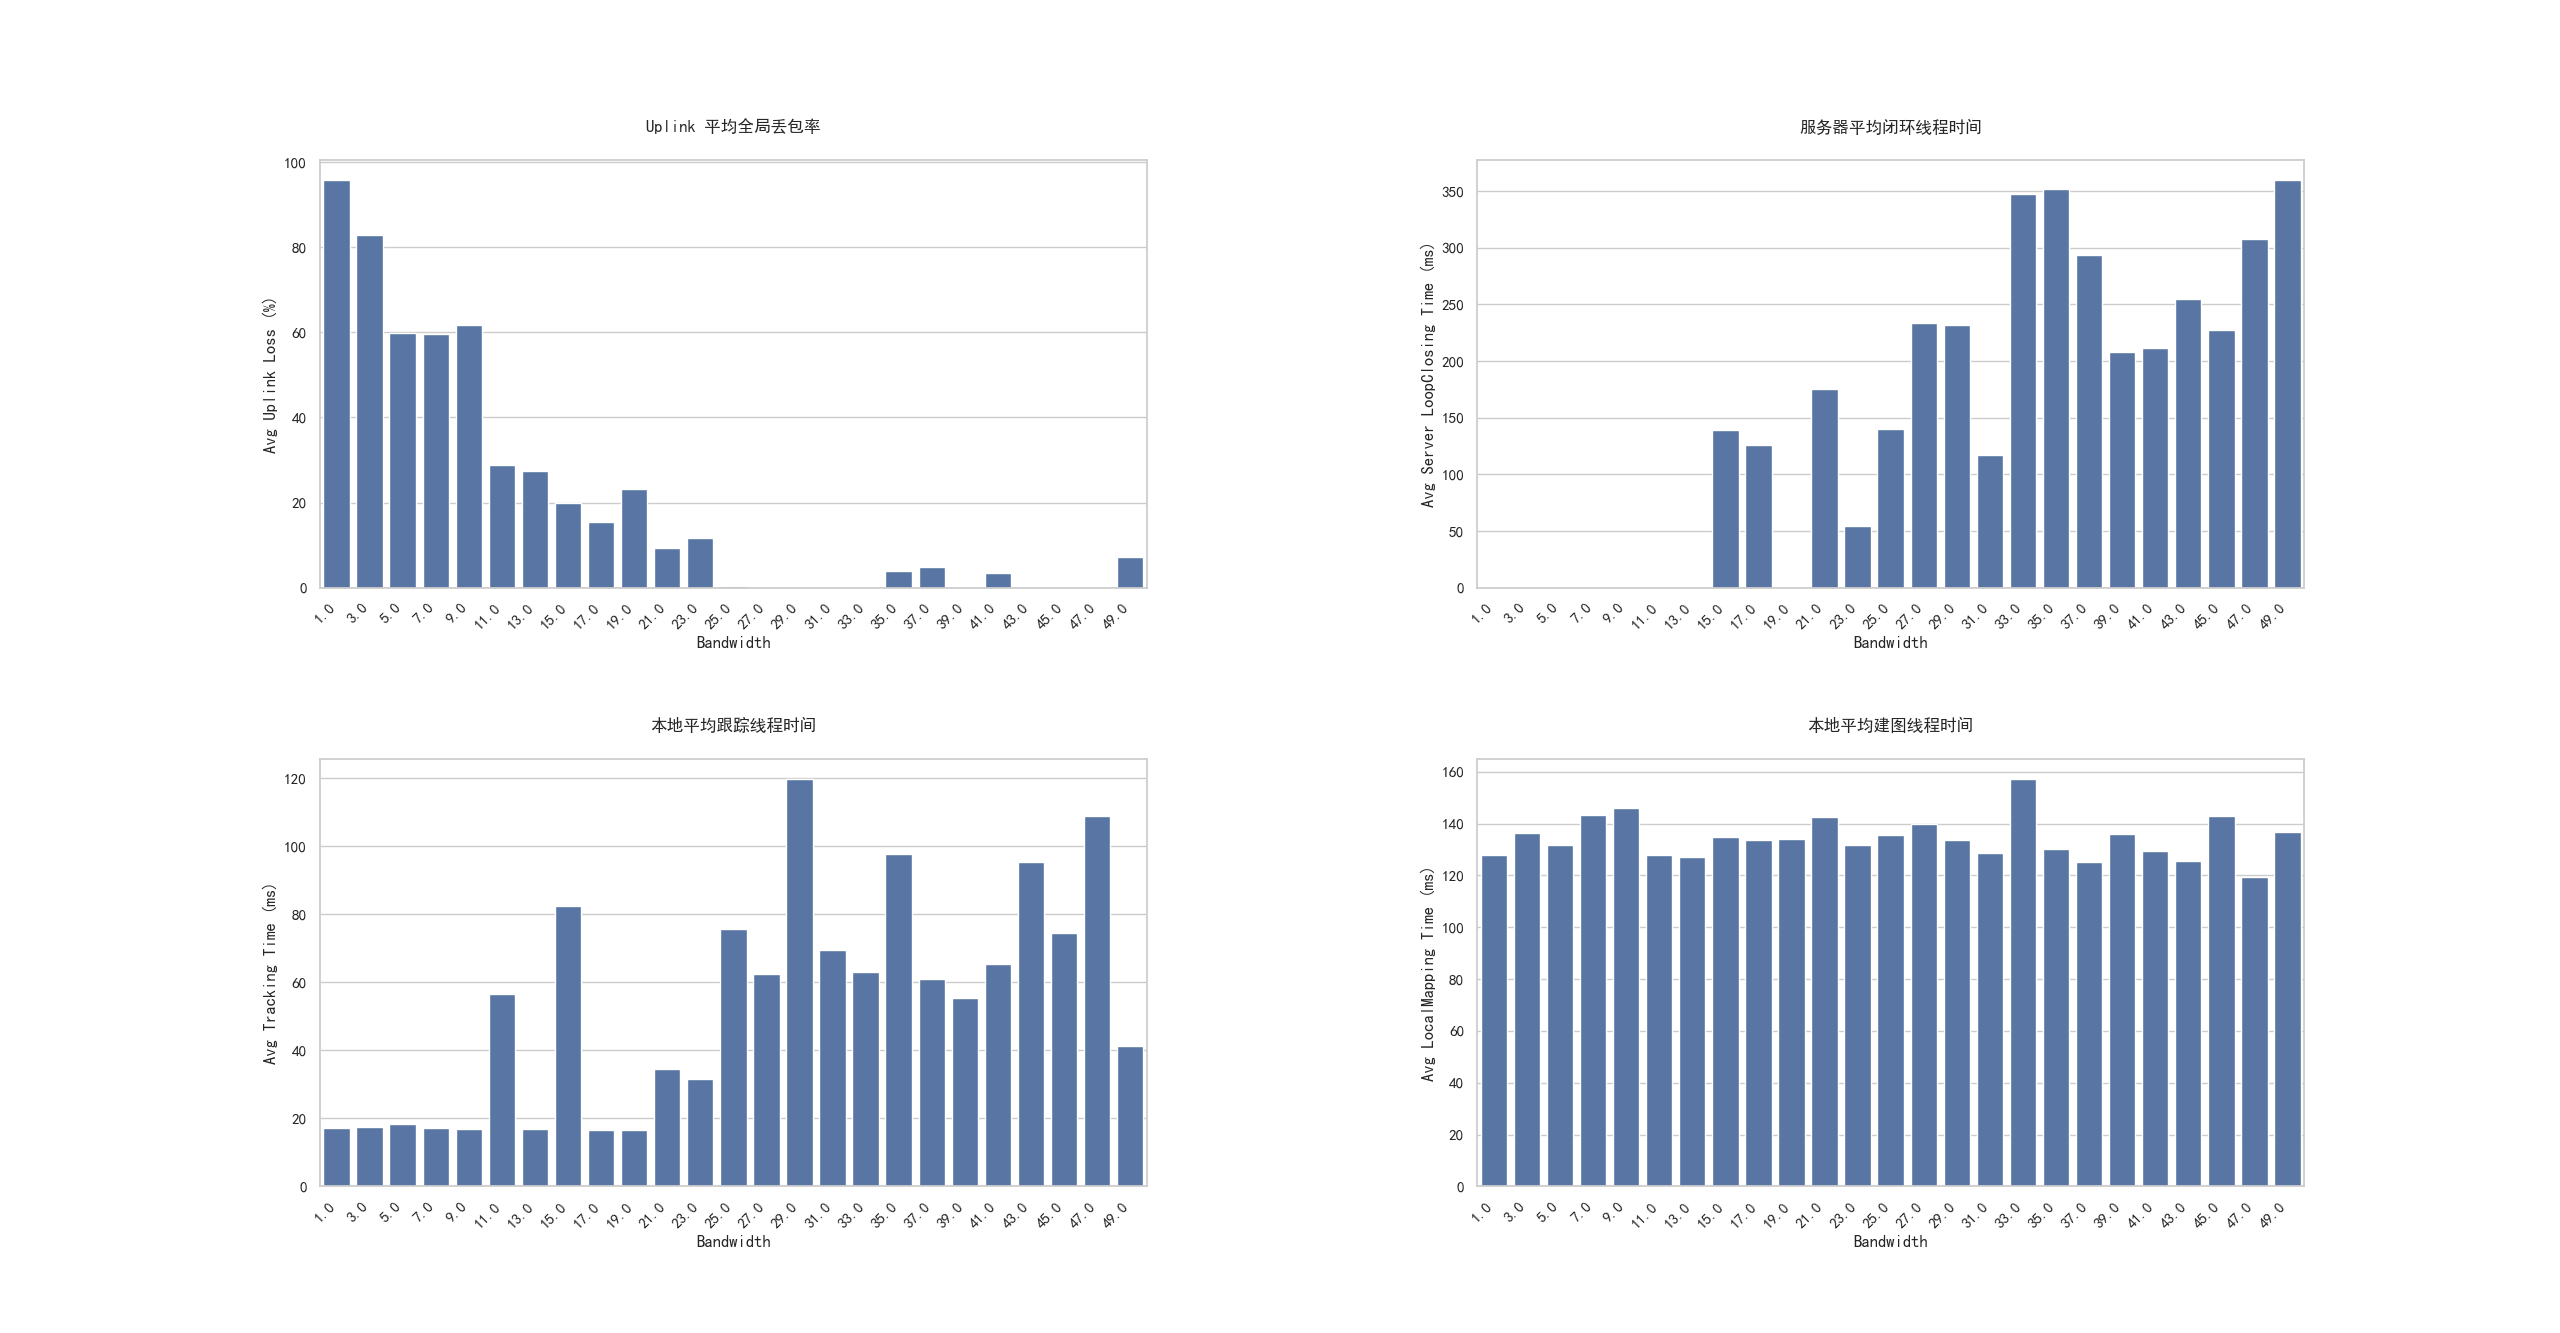 Uplink 平均全局丢包率
Avg Uplink Loss (%)
100
80
60
40
20
0
1.0 3.0 5.0 7.0 9.0 11.0 13.0 15.0 17.0 19.0 21.0 23.0 25.0 27.0 29.0 31.0 33.0 35.0 37.0 39.0 41.0 43.0 45.0 47.0 49.0
Bandwidth
服务器平均闭环线程时间
Avg Server LoopClosing Time (ms)
350
300
250
200
150
100
50
0
1.0 3.0 5.0 7.0 9.0 11.0 13.0 15.0 17.0 19.0 21.0 23.0 25.0 27.0 29.0 31.0 33.0 35.0 37.0 39.0 41.0 43.0 45.0 47.0 49.0
Bandwidth
本地平均跟踪线程时间
Avg Tracking Time (ms)
120
100
80
60
40
20
0
1.0 3.0 5.0 7.0 9.0 11.0 13.0 15.0 17.0 19.0 21.0 23.0 25.0 27.0 29.0 31.0 33.0 35.0 37.0 39.0 41.0 43.0 45.0 47.0 49.0
Bandwidth
本地平均建图线程时间
Avg LocalMapping Time (ms)
160
140
120
100
80
60
40
20
0
1.0 3.0 5.0 7.0 9.0 11.0 13.0 15.0 17.0 19.0 21.0 23.0 25.0 27.0 29.0 31.0 33.0 35.0 37.0 39.0 41.0 43.0 45.0 47.0 49.0
Bandwidth